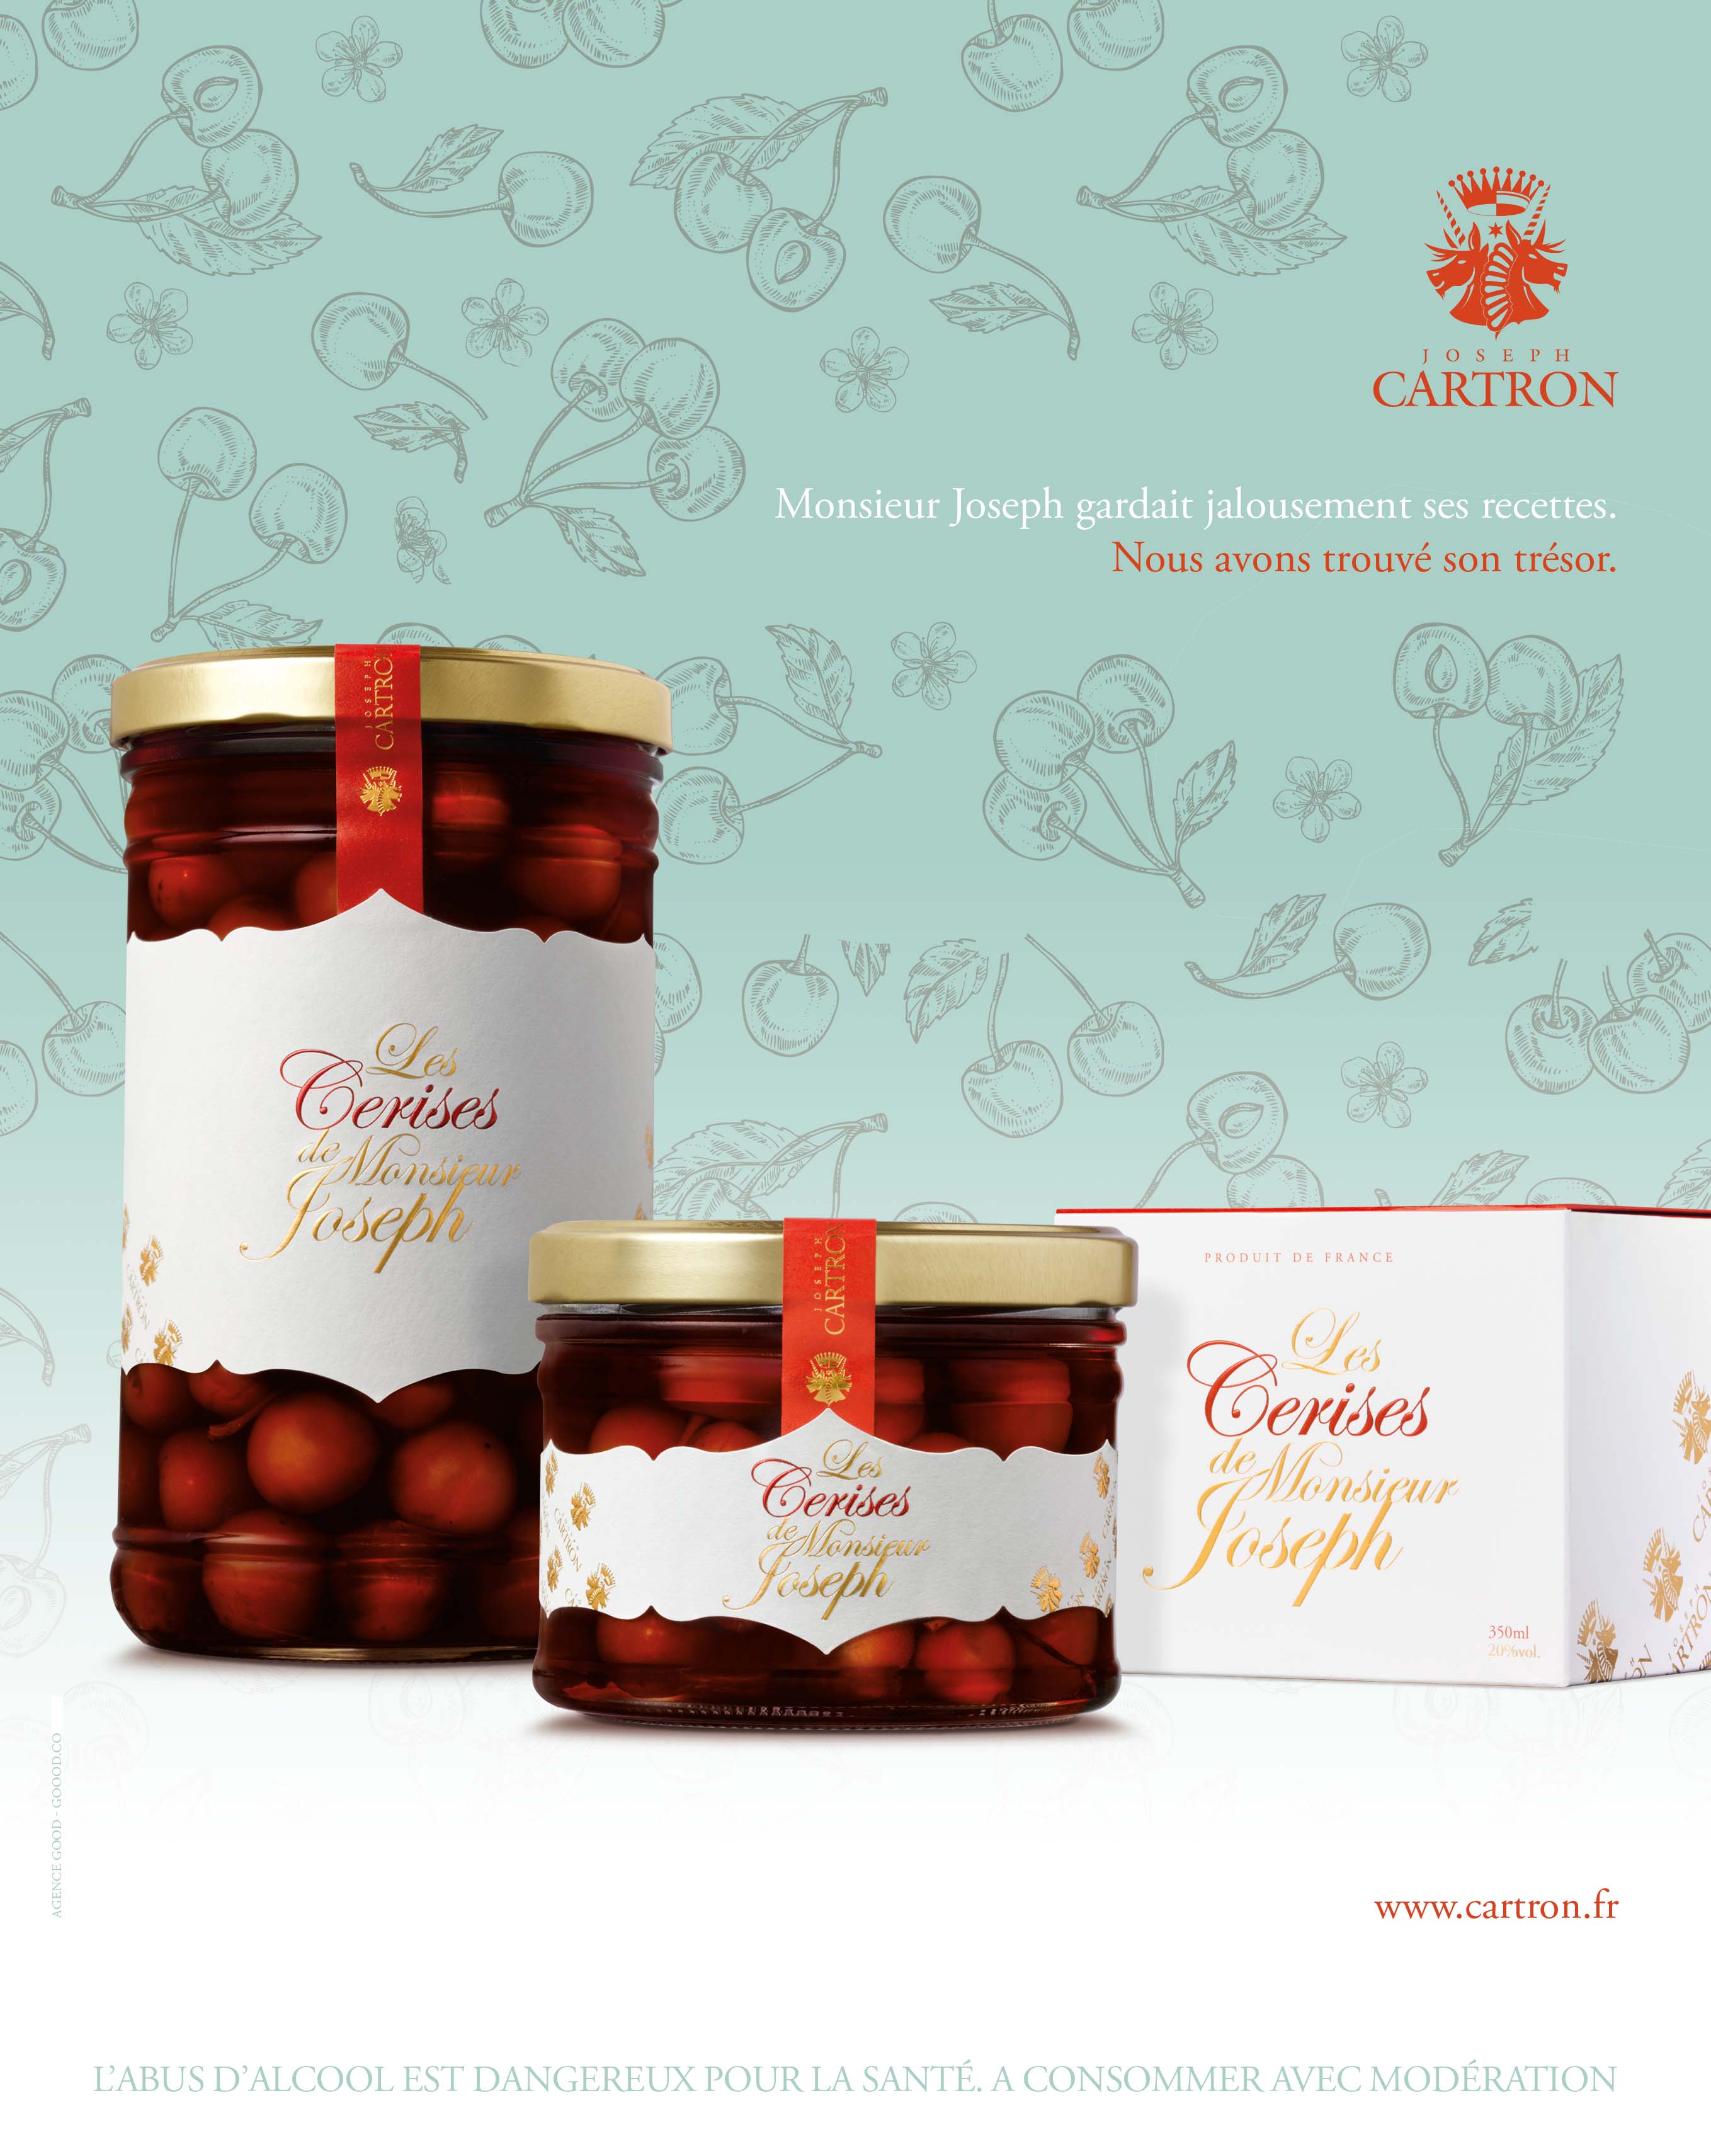 JOSEPH
CARTRON
Monsieur Joseph gardait jalousement ses recettes.
Nous avons trouvé son trésor.
JOSEPH
CARTRON
Les
Cerises
de Monsieur
Joseph
CARTRON
JOSEPH
CARTRON
Les
Cerises
de Monsieur
Joseph
CARTRON
PRODUIT DE FRANCE
Les
Cerises
de Monsieur
Joseph
350ml
20%vol.
AGENCE GOOD - GOOOD.CO
www.cartron.fr
L'ABUS D'ALCOOL EST DANGEREUX POUR LA SANTÉ. A CONSOMMER AVEC MODÉRATION